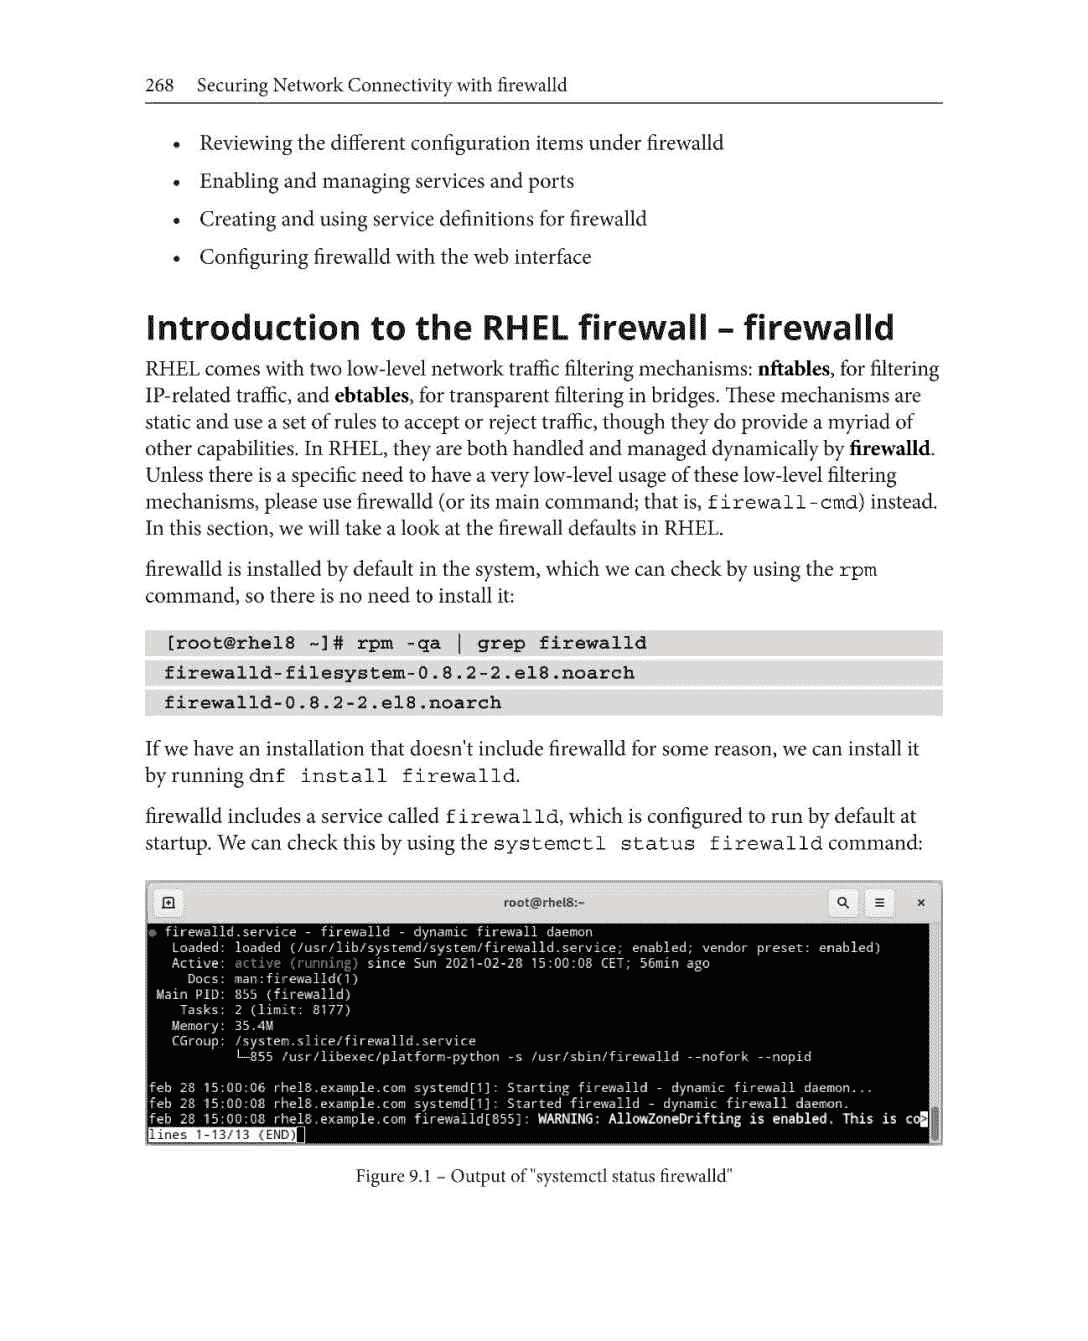 268 Securing Network Connectivity with firewalld
• Reviewing the different configuration items under firewalld
• Enabling and managing services and ports
• Creating and using service definitions for firewalld
• Configuring firewalld with the web interface
Introduction to the RHEL firewall – firewalld
RHEL comes with two low-level network traffic filtering mechanisms: nftables, for filtering
IP-related traffic, and ebtables, for transparent filtering in bridges. These mechanisms are
static and use a set of rules to accept or reject traffic, though they do provide a myriad of
other capabilities. In RHEL, they are both handled and managed dynamically by firewalld.
Unless there is a specific need to have a very low-level usage of these low-level filtering
mechanisms, please use firewalld (or its main command; that is, firewall-cmd) instead.
In this section, we will take a look at the firewall defaults in RHEL.
firewalld is installed by default in the system, which we can check by using the rpm
command, so there is no need to install it:
[root@rhel8 ~]# rpm -qa | grep firewalld
firewalld-filesystem-0.8.2-2.el8.noarch
firewalld-0.8.2-2.el8.noarch
If we have an installation that doesn't include firewalld for some reason, we can install it
by running dnf install firewalld.
firewalld includes a service called firewalld, which is configured to run by default at
startup. We can check this by using the systemctl status firewalld command:
root@rhel8:~
● firewalld.service - firewalld - dynamic firewall daemon
Loaded: loaded (/usr/lib/systemd/system/firewalld.service; enabled; vendor preset: enabled)
Active: active (running) since Sun 2021-02-28 15:00:08 CET; 56min ago
Docs: man:firewalld(1)
Main PID: 855 (firewalld)
Tasks: 2 (limit: 8177)
Memory: 35.4M
CGroup: /system.slice/firewalld.service
└─855 /usr/libexec/platform-python -s /usr/sbin/firewalld --nofork --nopid
feb 28 15:00:06 rhel8.example.com systemd[1]: Starting firewalld - dynamic firewall daemon...
feb 28 15:00:08 rhel8.example.com systemd[1]: Started firewalld - dynamic firewall daemon.
feb 28 15:00:08 rhel8.example.com firewalld[855]: WARNING: AllowZoneDrifting is enabled. This is co>
lines 1-13/13 (END)
Figure 9.1 – Output of "systemctl status firewalld"